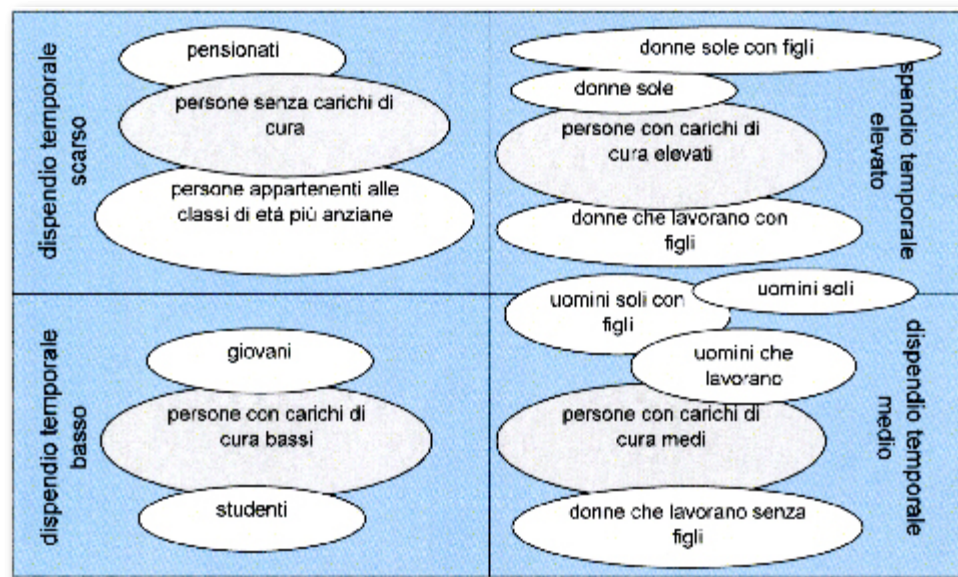 dispendio temporale
scarso
pensionati
persone senza carichi di
cura
persone appartenenti alle
classi di etá più anziane
donne sole con figli
donne sole
persone con carichi di
cura elevati
donne che lavorano con
figli
spendio temporale
elevato
dispendio temporale
basso
giovani
persone con carichi di
cura bassi
studenti
uomini soli con
figli
uomini soli
uomini che
lavorano
persone con carichi di
cura medi
donne che lavorano senza
figli
dispendio temporale
medio